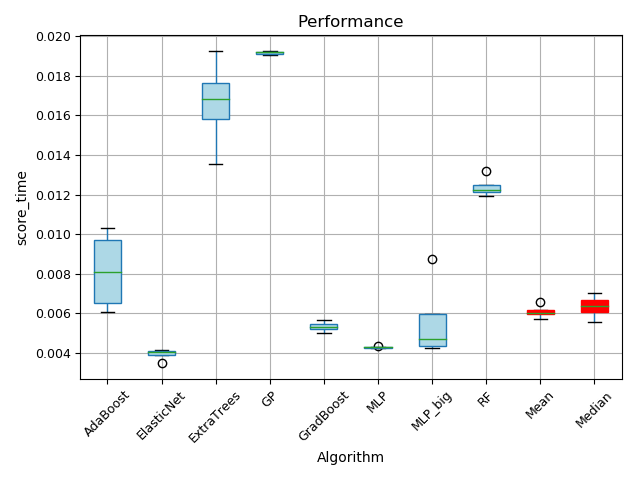 Performance
0.020
0.018
0.016
0.014
0.012
0.010
0.008
0.006
0.004
score_time
AdaBoost
ElasticNet
ExtraTrees
GP
GradBoost
MLP
MLP_big
RF
Mean
Median
Algorithm